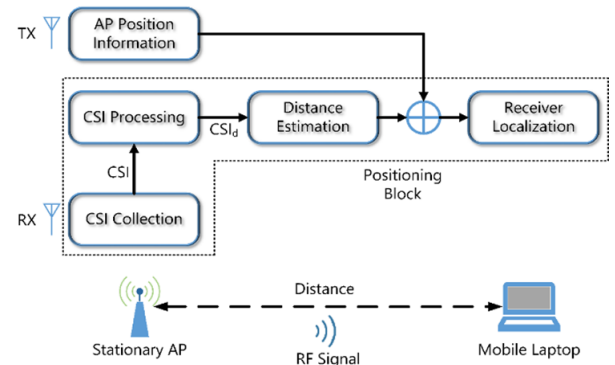 TX
AP Position
Information
CSI Processing
CSId
Distance
Estimation
Receiver
Localization
CSI
Positioning
Block
RX
CSI Collection
Distance
Stationary AP
RF Signal
Mobile Laptop